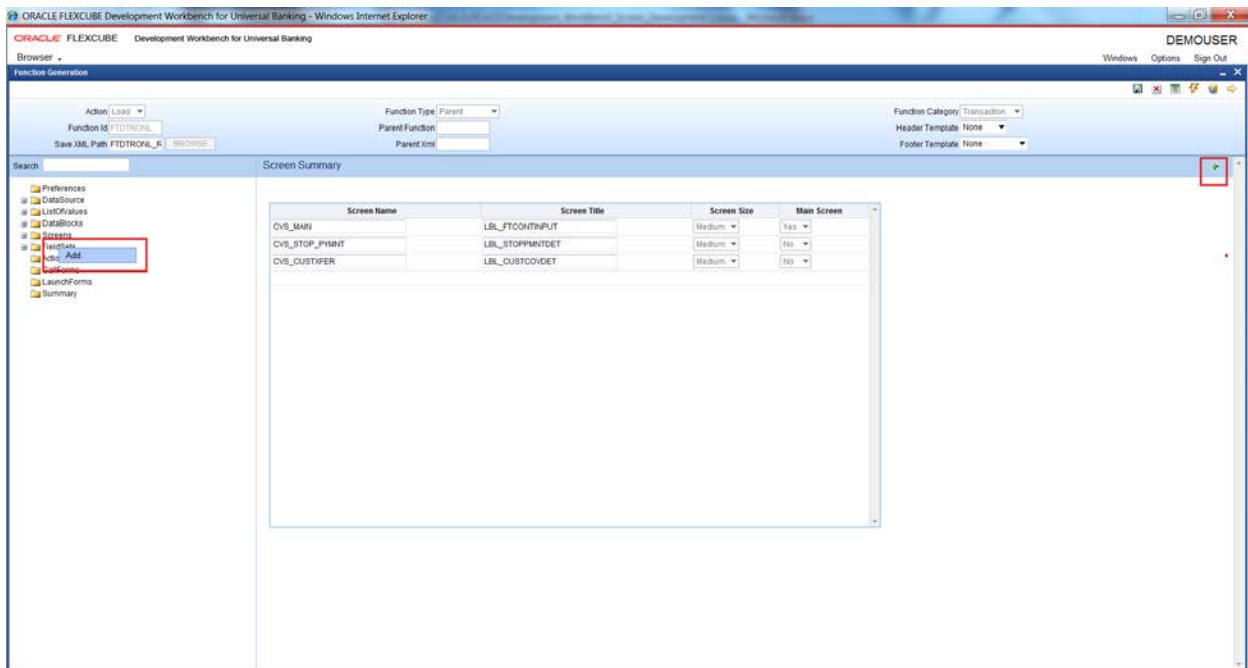 ORACLE FLEXCUBE Development Workbench for Universal Banking - Windows Internet Explorer
ORACLE FLEXCUBE Development Workbench for Universal Banking
DEMOUSER
Browser
Windows Options Sign Out
Function Generation
Action Load
Function Type Parent
Function Category Transaction
Function Id FTDTRONL
Parent Function
Header Template None
Save XML Path FTDTRONL_R BROWSE
Parent Xml
Footer Template None
Search
Screen Summary
Preferences
DataSource
ListOfValues
DataBlocks
Screens
FieldSets
Actio
Add
CallForms
LaunchForms
Summary
Screen Name Screen Title Screen Size Main Screen
CVS_MAIN LBL_FTCONTINPUT Medium Yes
CVS_STOP_PYMNT LBL_STOPPMNTDET Medium No
CVS_CUSTXFER LBL_CUSTCOVDET Medium No